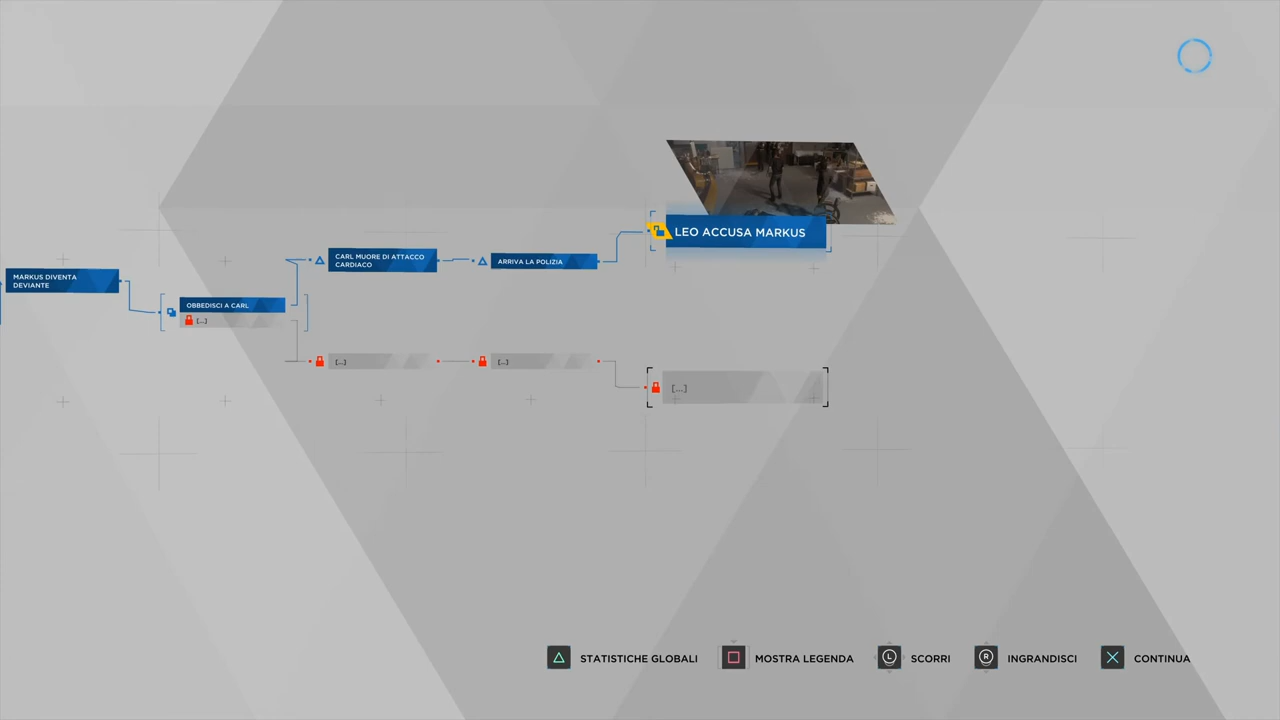 LEO ACCUSA MARKUS
CARL MUORE DI ATTACCO
CARDIACO
ARRIVA LA POLIZIA
MARKUS DIVENTA
DEVIANTE
OBBEDISCI A CARL
[...]
[...]
[...]
[...]
STATISTICHE GLOBALI
MOSTRA LEGENDA
L
SCORRI
R
INGRANDISCI
CONTINUA